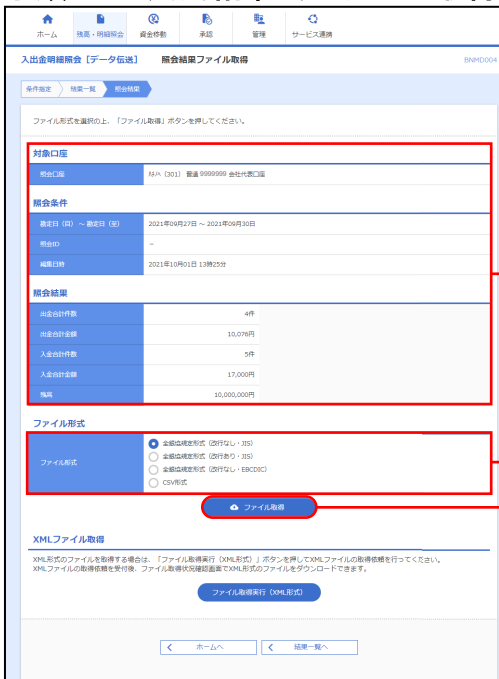 ホーム
残高・明細照会
資金移動
承認
管理
サービス連携
入出金明細照会［データ伝送］ 照会結果ファイル取得
BNMD004
条件指定
結果一覧
照会結果
ファイル形式を選択の上、「ファイル取得」ボタンを押してください。
対象口座
照会口座 (301) 普通 9999999 会社代表口座
照会条件
勘定日（自）～ 勘定日（至） 2021年09月27日 ～ 2021年09月30日
照会ID －
編集日時 2021年10月01日 13時25分
照会結果
出金合計件数 4件
出金合計金額 10,076円
入金合計件数 5件
入金合計金額 17,000円
残高 10,000,000円
ファイル形式
ファイル形式
全銀協規定形式（改行なし・JIS）
全銀協規定形式（改行あり・JIS）
全銀協規定形式（改行なし・EBCDIC）
CSV形式
ファイル取得
XMLファイル取得
XML形式のファイルを取得する場合は、「ファイル取得実行（XML形式）」ボタンを押してXMLファイルの取得依頼を行ってください。
XMLファイルの取得依頼を受付後、ファイル取得状況確認画面でXML形式のファイルをダウンロードできます。
ファイル取得実行（XML形式）
ホームへ
結果一覧へ